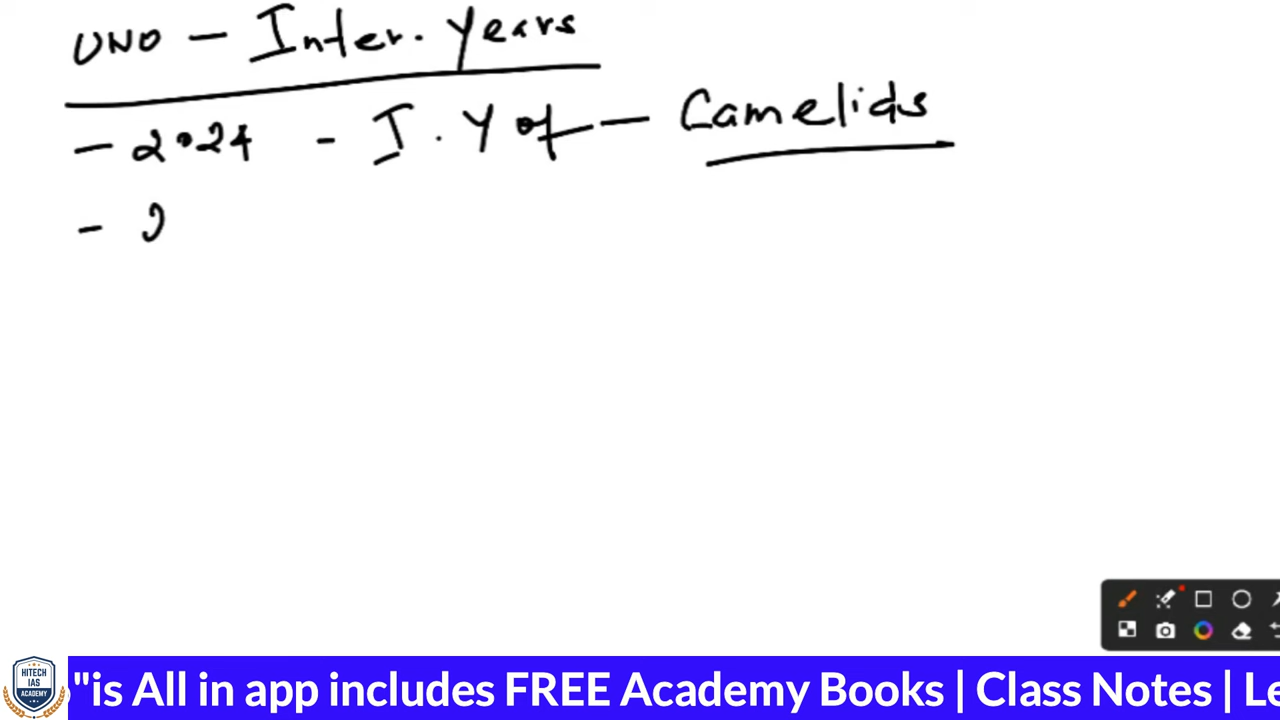 UNO - Inter. Years
- 2024 - I.Y of - Camelids
- 2
HITECH
IAS
ACADEMY
"is All in app includes FREE Academy Books | Class Notes | Le